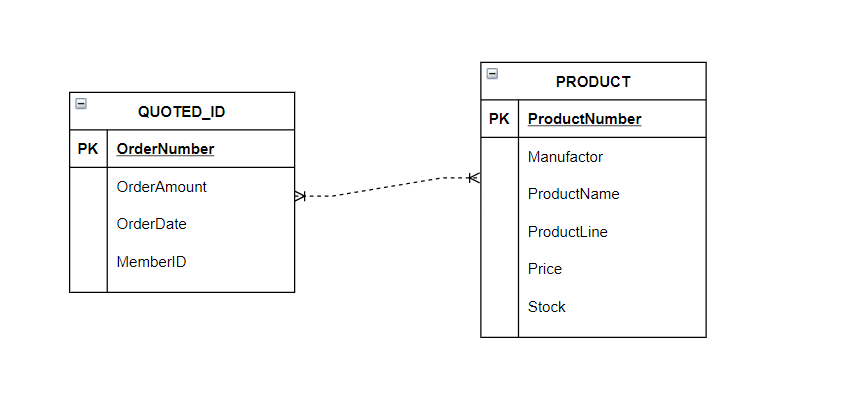 QUOTED_ID
PK OrderNumber
OrderAmount
OrderDate
MemberID
PRODUCT
PK ProductNumber
Manufactor
ProductName
ProductLine
Price
Stock